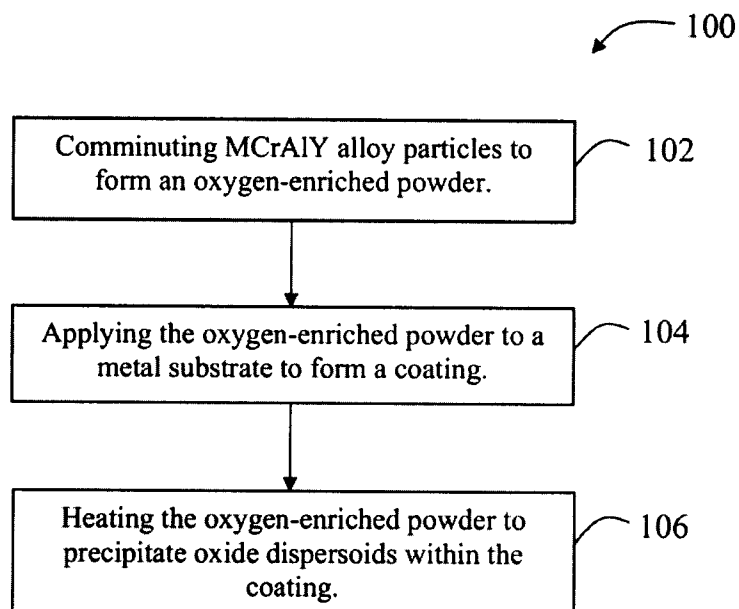 100
Comminuting MCrAlY alloy particles to
form an oxygen-enriched powder.
102
Applying the oxygen-enriched powder to a
metal substrate to form a coating.
104
Heating the oxygen-enriched powder to
precipitate oxide dispersoids within the
coating.
106